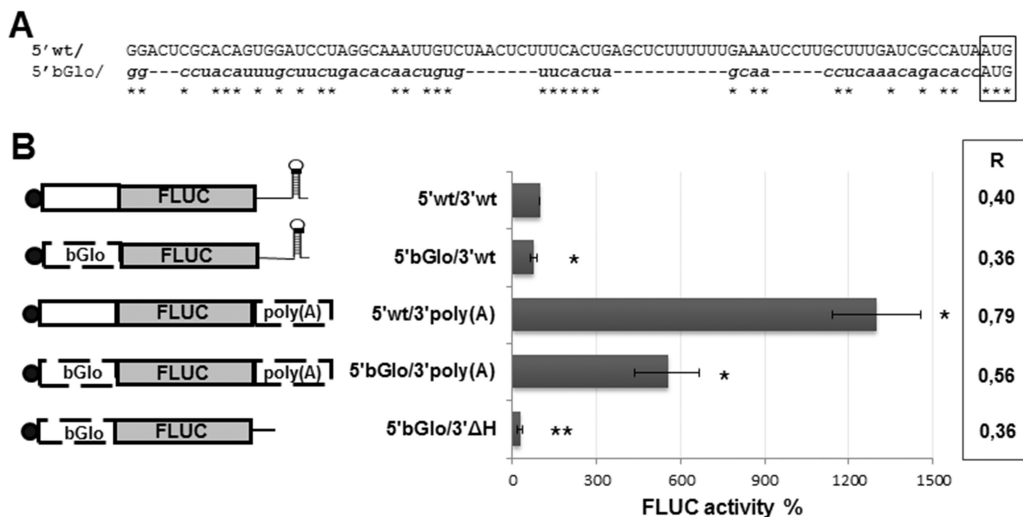 A
5'wt/ GGACUCGCACAGUGGAUCCUAGGCAAAUUGUCUAACUCUUUCACUGAGCUCUUUUUUGAAAUCCUUGCUUUGAUCGCCAUAAUG
5'bGlo/ gg---ccuacauuugcuucugacacaacugug-------uucacua-----------gcaa----ccucaaacagacaccAUG
** * *** * * * ** ** *** ****** * ** ** * * ** ***
B
R
FLUC 5'wt/3'wt 0,40
bGlo FLUC 5'bGlo/3'wt * 0,36
FLUC poly(A) 5'wt/3'poly(A) * 0,79
bGlo FLUC poly(A) 5'bGlo/3'poly(A) * 0,56
bGlo FLUC 5'bGlo/3'ΔH ** 0,36
0 300 600 900 1200 1500
FLUC activity %